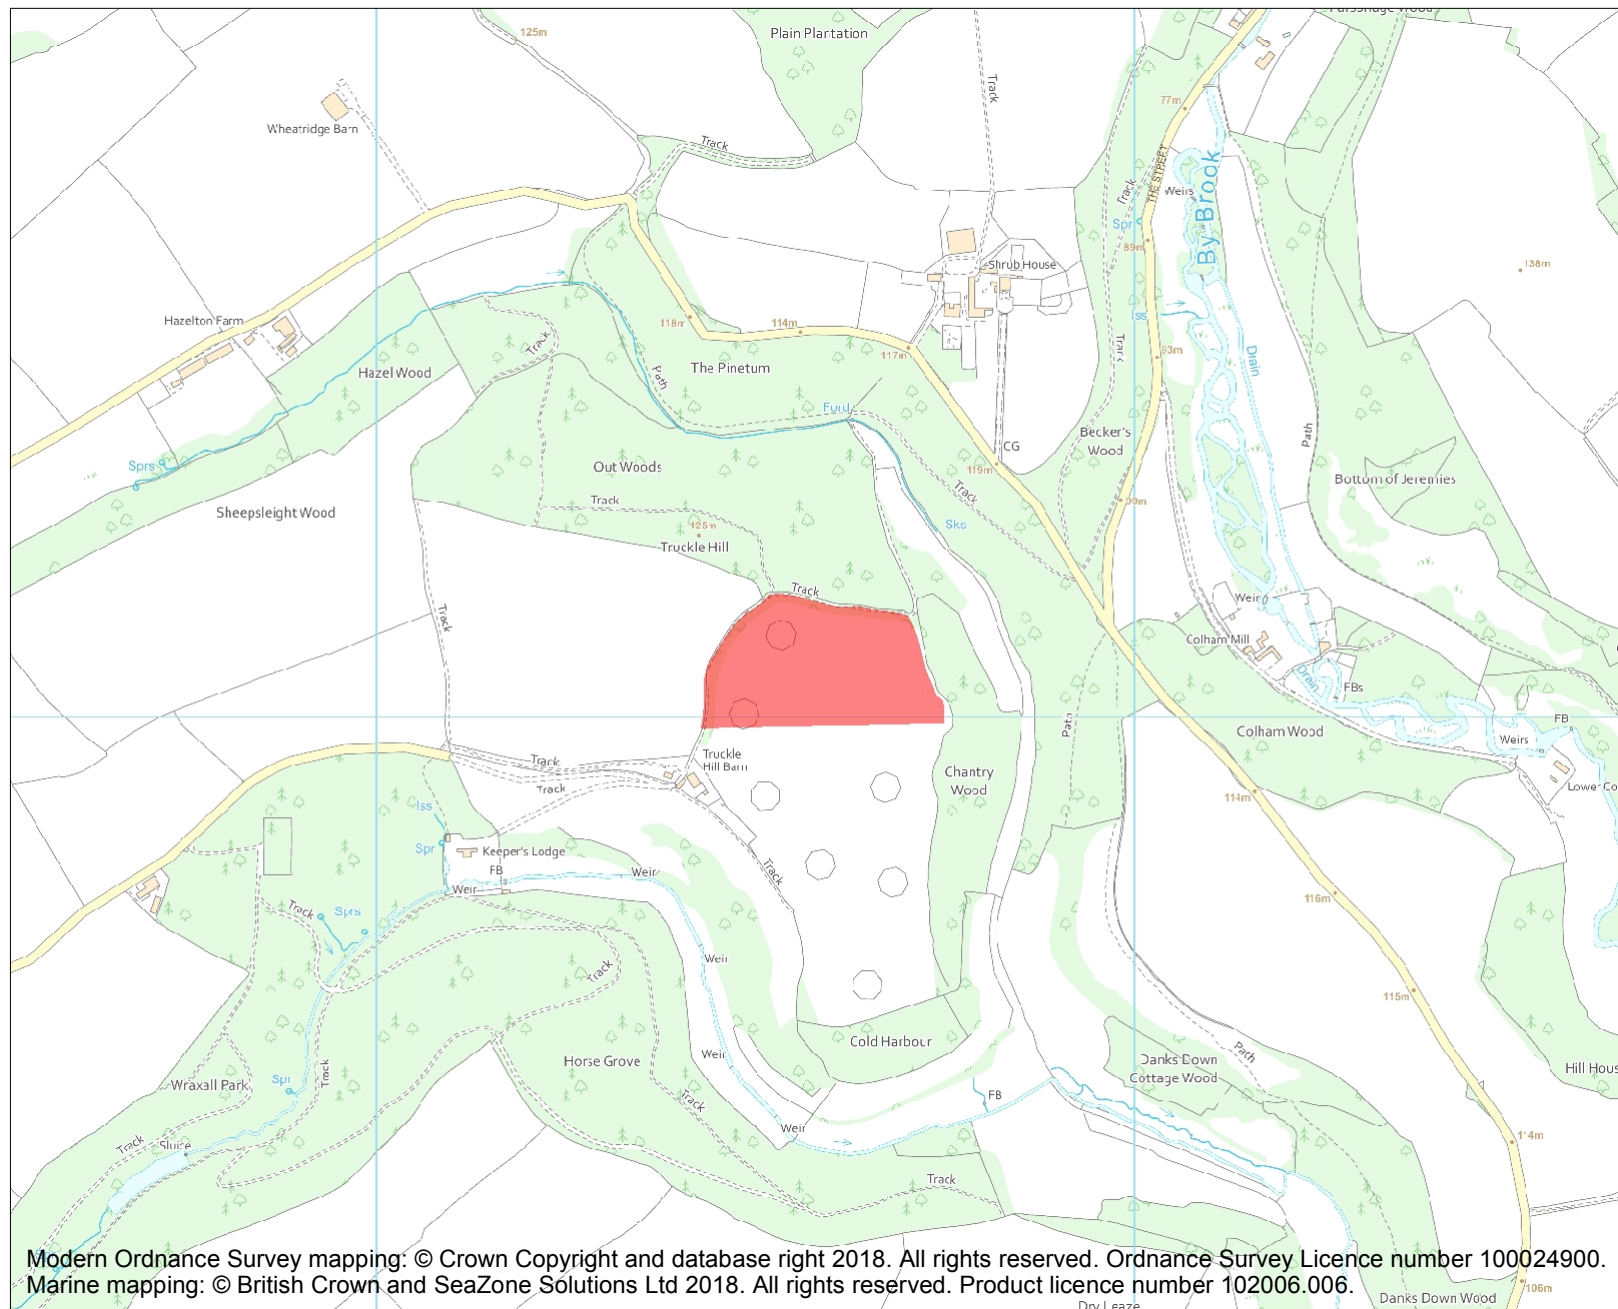 125m
Plain Plantation
Track
Wheatridge Barn
Track
77m
THE STREET
By Brook
Weirs
Track
Spr
89m
Shrub House
138m
Hazelton Farm
118m
114m
117m
Iss
Track
93m
Drain
Track
Hazel Wood
Path
The Pinetum
Ford
Path
CG
Becker's
Wood
119m
Sprs
Out Woods
Track
Bottom of Jeremies
Track
Sheepsleight Wood
125m
Truckle Hill
Sks
Track
Track
Weir
Colham Mill
Drain
FBs
Path
FB
Weirs
Colham Wood
Truckle
Hill Barn
Track
Track
Chantry
Wood
114m
Lower Co
Iss
Spr
Keeper's Lodge
FB
Weir
Weir
Track
116m
Track
Sprs
Weir
Track
115m
Cold Harbour
Path
Weir
Horse Grove
Danks Down
Cottage Wood
Hill Hous
Wraxall Park
Spr
Track
FB
Track
Weir
114m
Track
Sluice
Track
Modern Ordnance Survey mapping: © Crown Copyright and database right 2018. All rights reserved. Ordnance Survey Licence number 100024900.
Marine mapping: © British Crown and SeaZone Solutions Ltd 2018. All rights reserved. Product licence number 102006.006.
106m
Danks Down Wood
Dry Leaze